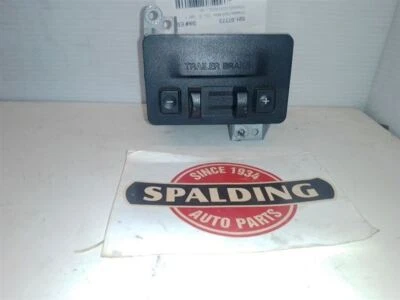 TRAILER BRAKE
-
+
SINCE 1934
SPALDING
AUTO PARTS